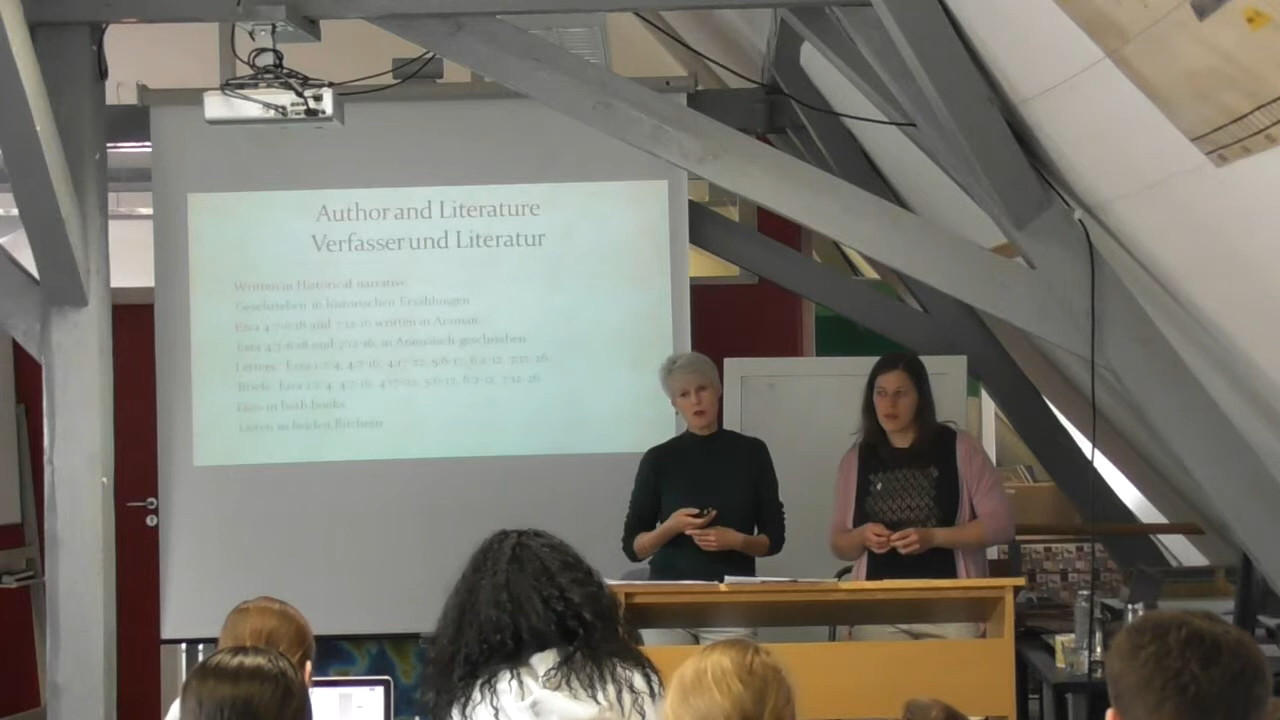 Author and Literature
Verfasser und Literatur
Written in Historical narrative
Geschrieben in historischen Erzählungen
Ezra 4:7-6:18 und 7:12-16 written in Aramaic
Esra 4:7-6:18 und 7:12-16, in Aramäisch geschrieben
Letters: Ezra 1:2-4, 4:7-16, 4:17-22, 5:6-17, 6:2-12, 7:12-26
Briefe: Esra 1:2-4, 4:7-16, 4:17-22, 5:6-17, 6:2-12, 7:12-26
Lists in both books
Listen in beiden Büchern